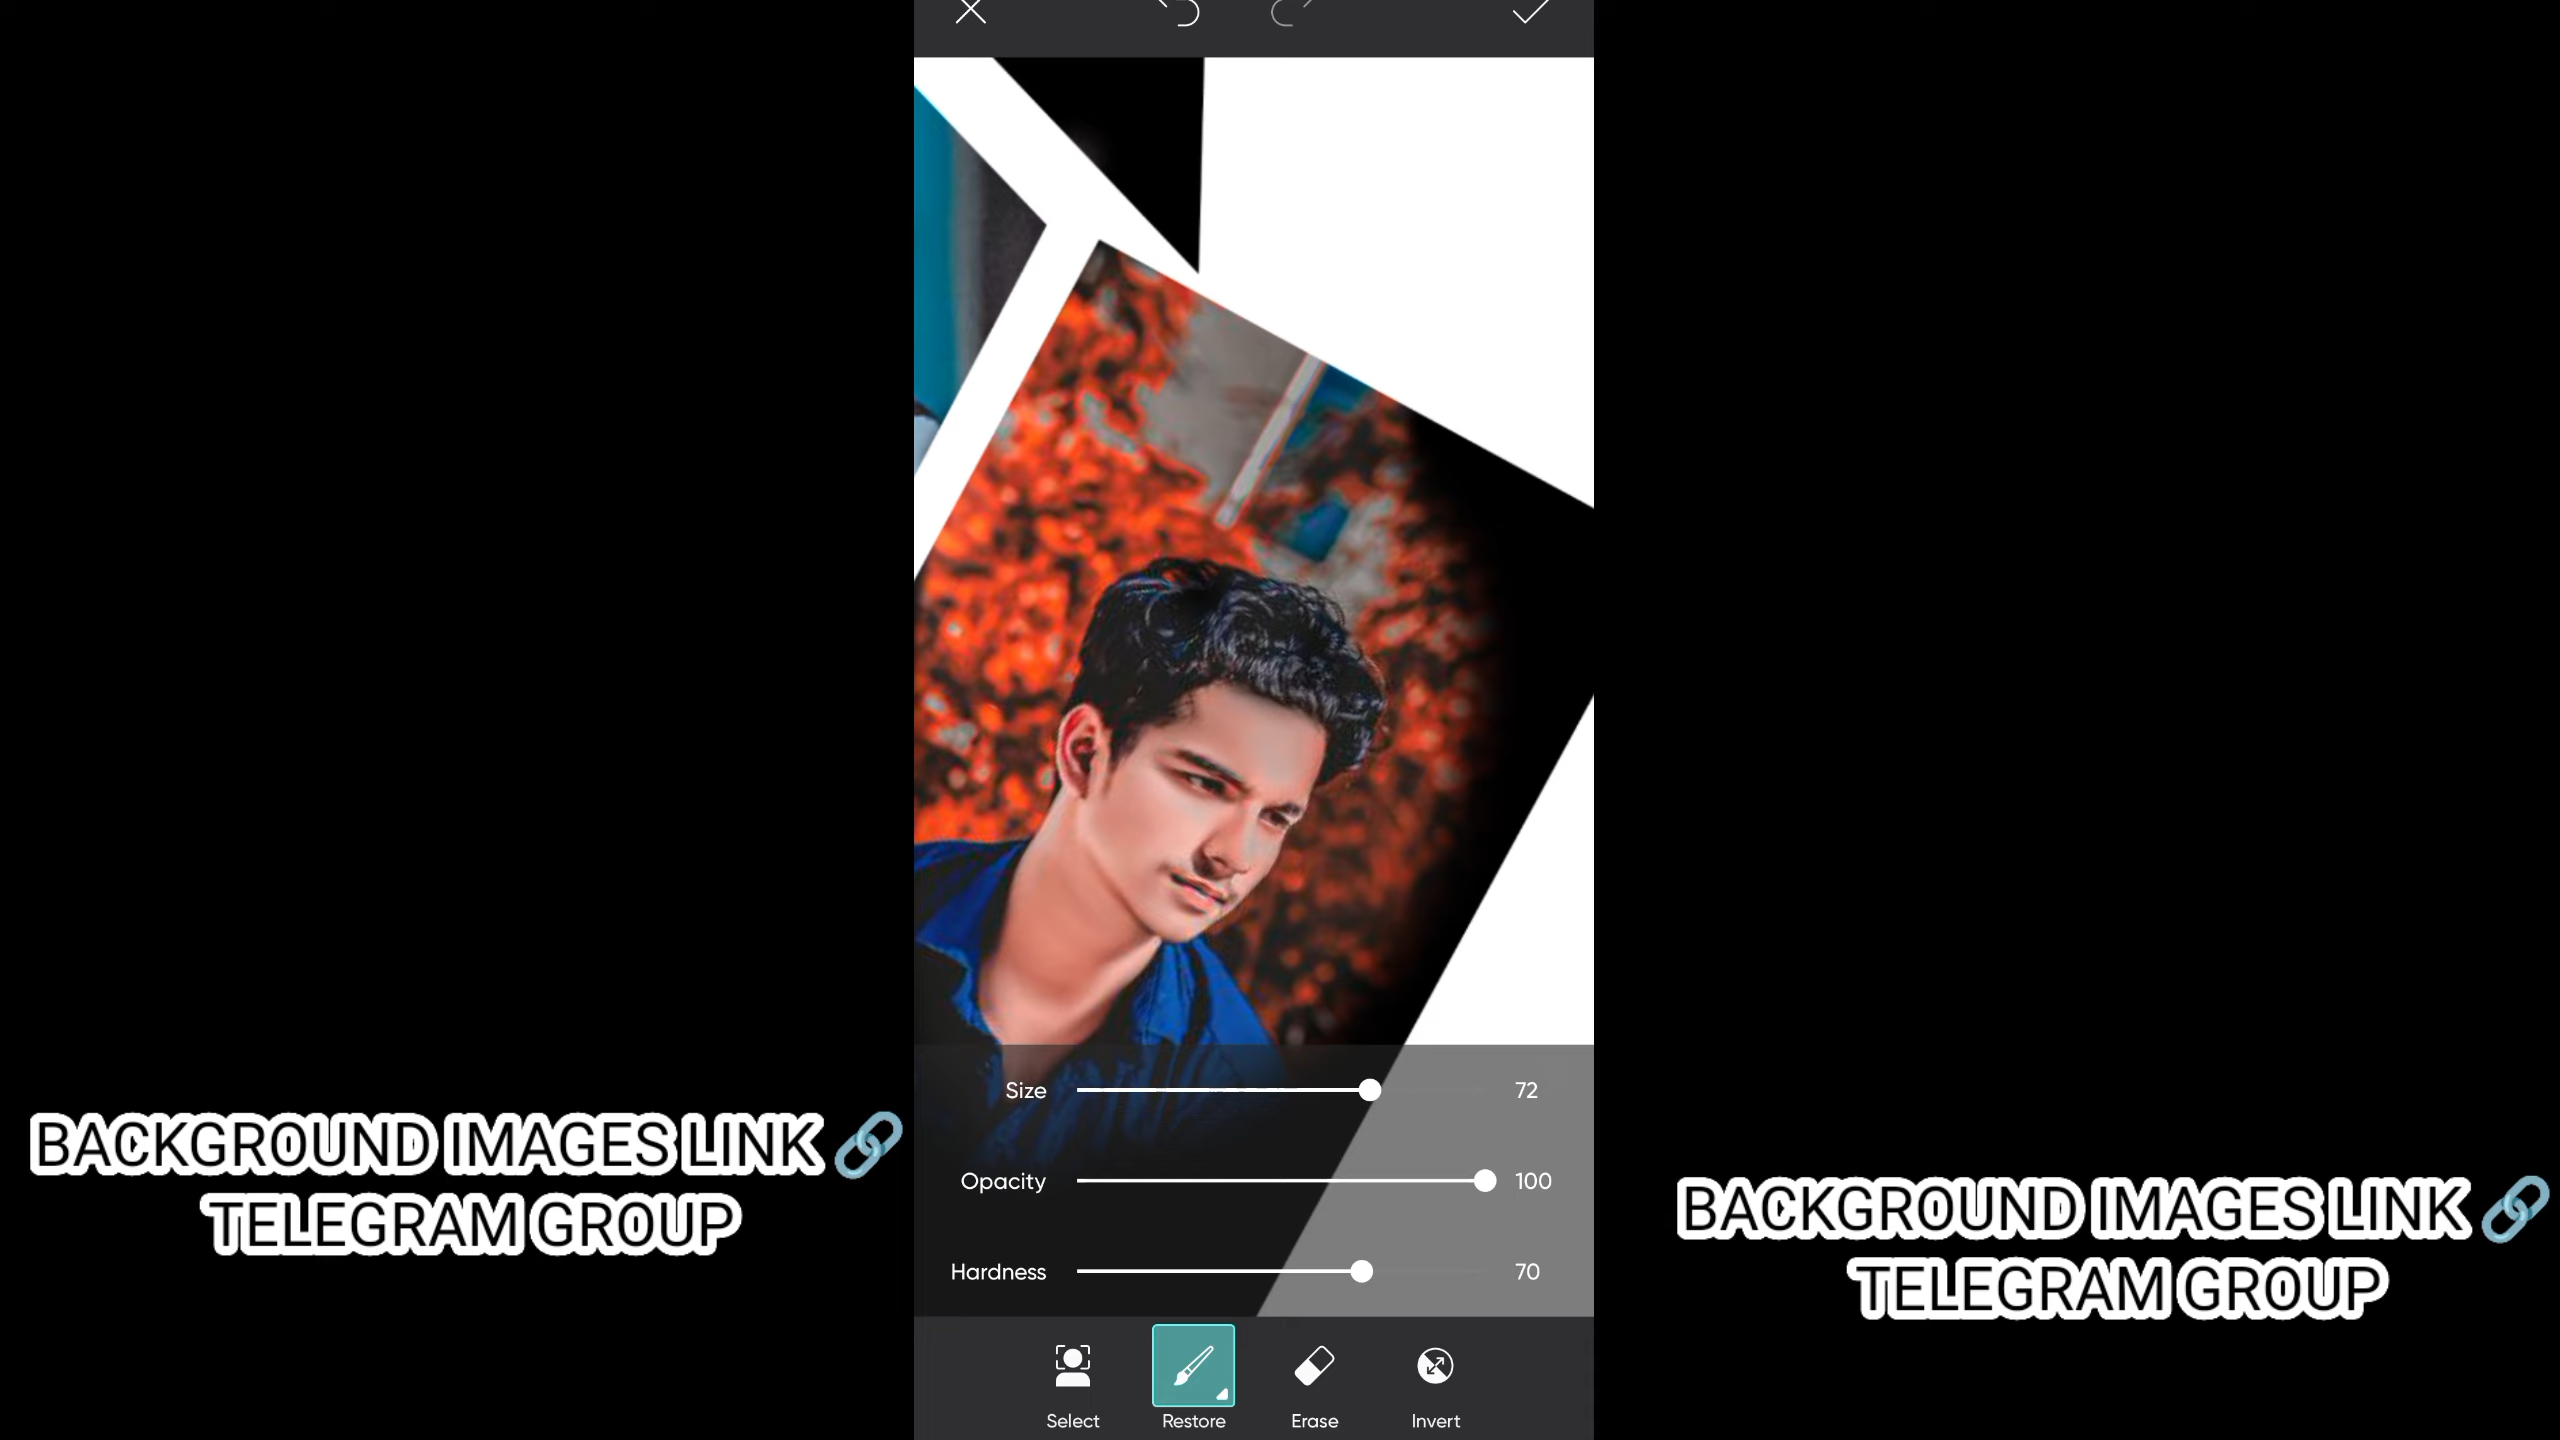 Size 72
Opacity 100
Hardness 70
Select Restore Erase Invert
BACKGROUND IMAGES LINK 🔗
TELEGRAM GROUP
BACKGROUND IMAGES LINK 🔗
TELEGRAM GROUP